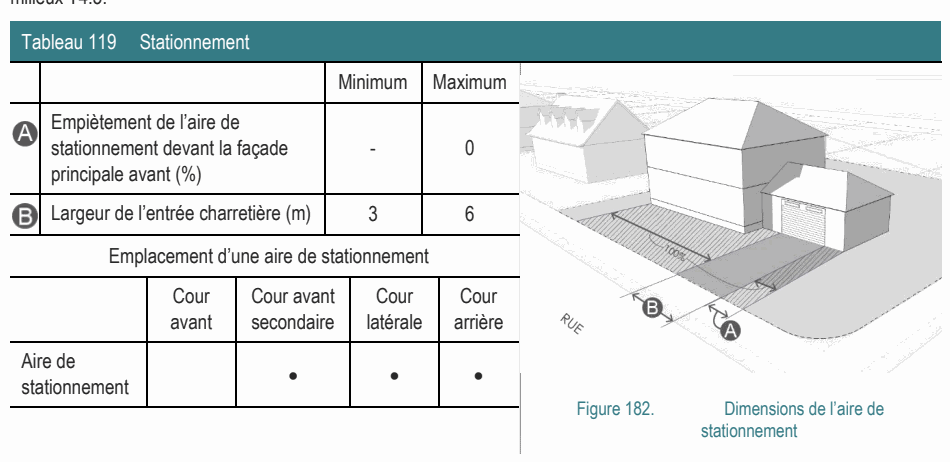 milieux T4.5.
Tableau 119 Stationnement
Minimum Maximum
A Empiètement de l'aire de
stationnement devant la façade
principale avant (%)
- 0
B Largeur de l'entrée charretière (m) 3 6
Emplacement d'une aire de stationnement
Cour
avant
Cour avant
secondaire
Cour
latérale
Cour
arrière
Aire de
stationnement
• • •
100%
B
A
RUE
Figure 182. Dimensions de l'aire de
stationnement